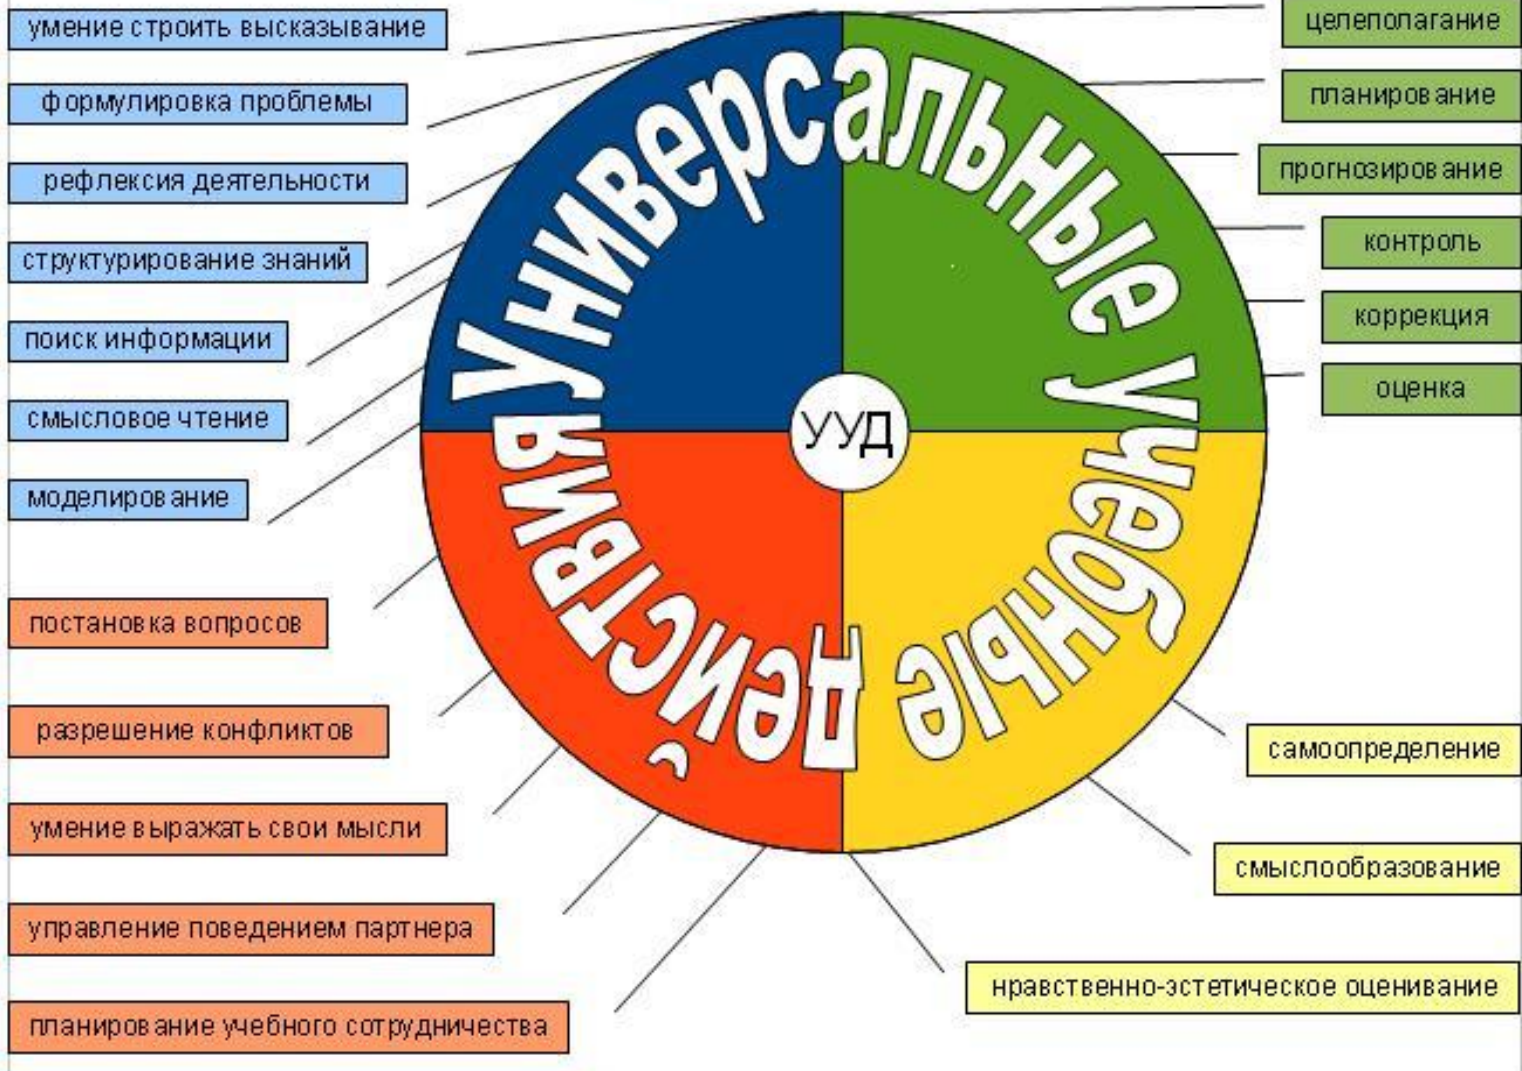 умение строить высказывание
формулировка проблемы
рефлексия деятельности
структурирование знаний
поиск информации
смысловое чтение
моделирование
постановка вопросов
разрешение конфликтов
умение выражать свои мысли
управление поведением партнера
планирование учебного сотрудничества
Универсальные учебные действия
УУД
целеполагание
планирование
прогнозирование
контроль
коррекция
оценка
самоопределение
смыслообразование
нравственно-эстетическое оценивание